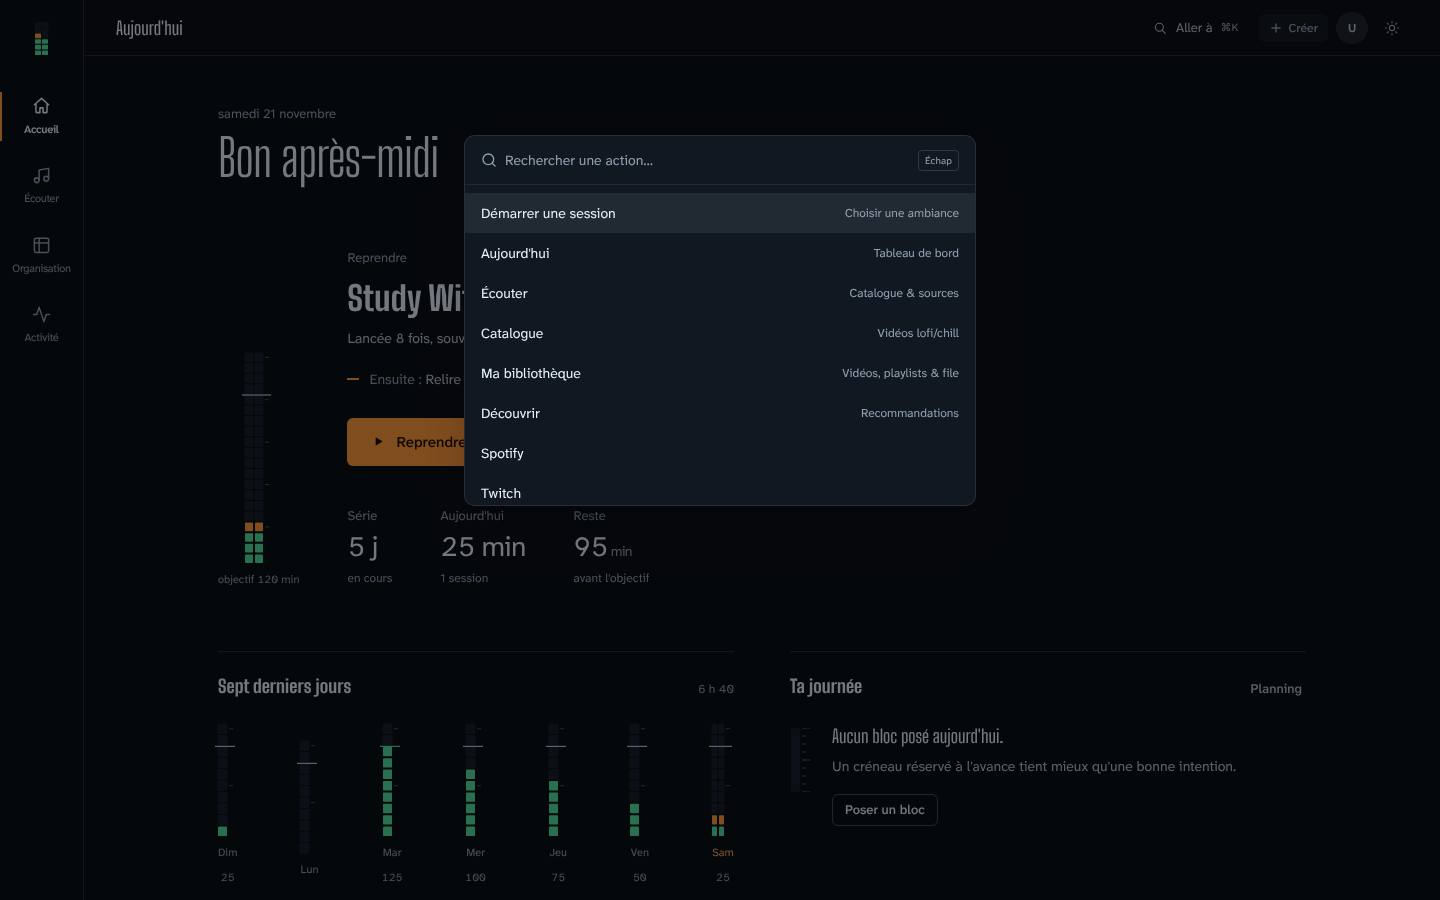 Aujourd'hui
Aller à ⌘K
Créer
U
Accueil
Écouter
Organisation
Activité
samedi 21 novembre
Bon après-midi
Rechercher une action...
Échap
Démarrer une session
Choisir une ambiance
Aujourd'hui
Tableau de bord
Écouter
Catalogue & sources
Catalogue
Vidéos lofi/chill
Ma bibliothèque
Vidéos, playlists & file
Découvrir
Recommandations
Spotify
Twitch
Reprendre
Study
Lancée 8 fois,
Ensuite : Relire
Reprendre
objectif 120 min
Série
5 j
en cours
Aujourd'hui
25 min
1 session
Reste
95 min
avant l'objectif
Sept derniers jours
6 h 40
Dim
Lun
Mar
Mer
Jeu
Ven
Sam
25
125
100
75
50
25
Ta journée
Planning
Aucun bloc posé aujourd'hui.
Un créneau réservé à l'avance tient mieux qu'une bonne intention.
Poser un bloc